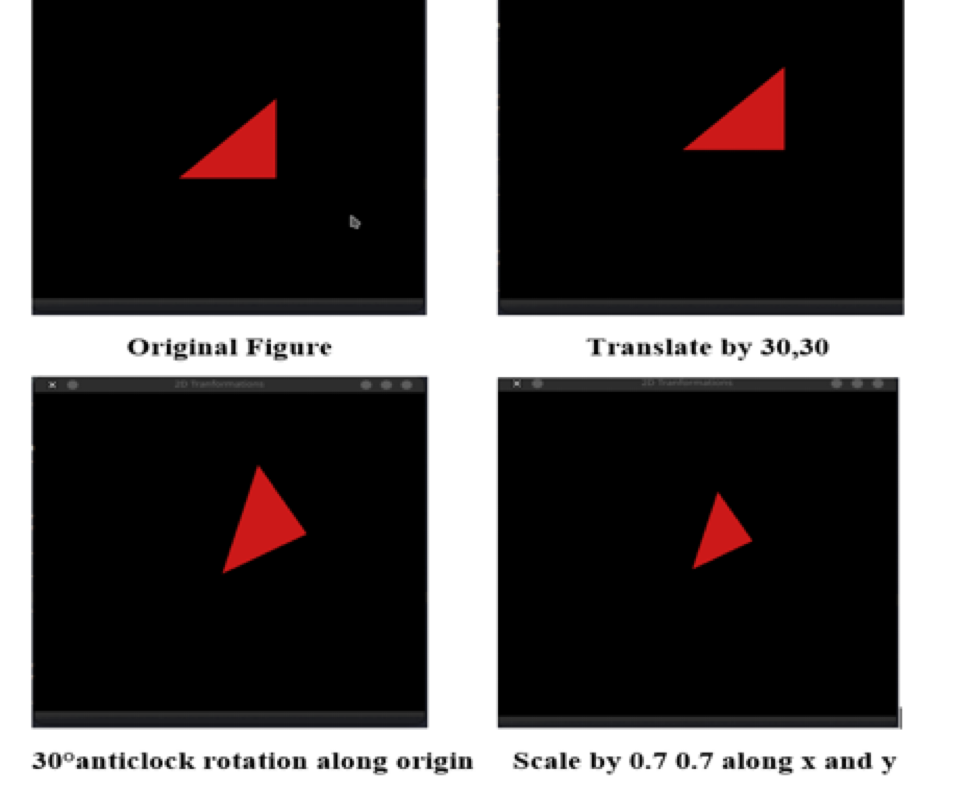 Original Figure
Translate by 30,30
2D Tranformations
2D Tranformations
30°anticlock rotation along origin
Scale by 0.7 0.7 along x and y